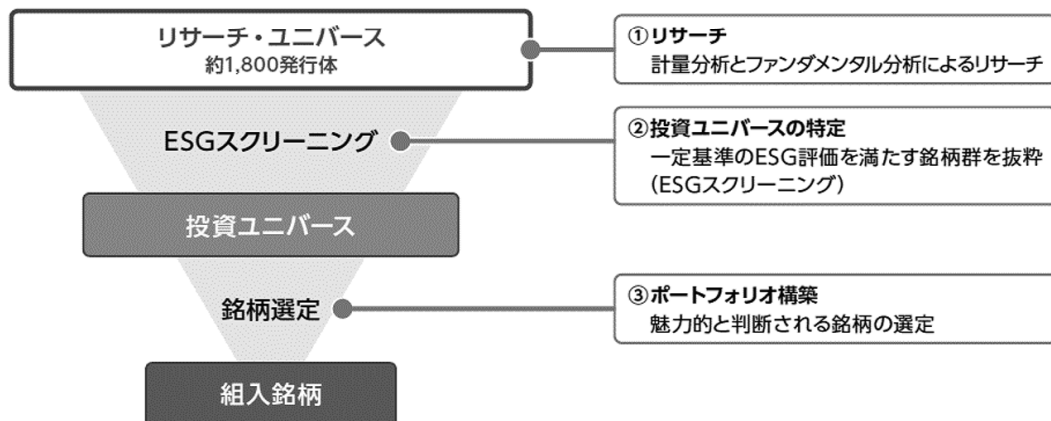 リサーチ・ユニバース
約1,800発行体
①リサーチ
計量分析とファンダメンタル分析によるリサーチ
ESGスクリーニング
②投資ユニバースの特定
一定基準のESG評価を満たす銘柄群を抜粋
(ESGスクリーニング)
投資ユニバース
銘柄選定
③ポートフォリオ構築
魅力的と判断される銘柄の選定
組入銘柄